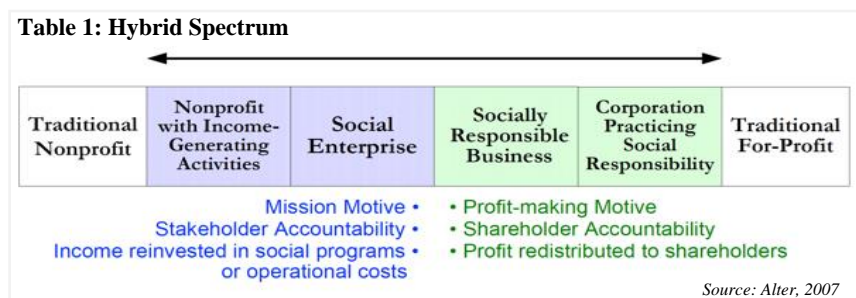 Table 1: Hybrid Spectrum
Traditional
Nonprofit
Nonprofit
with Income-
Generating
Activities
Social
Enterprise
Socially
Responsible
Business
Corporation
Practicing
Social
Responsibility
Traditional
For-Profit
Mission Motive •
Stakeholder Accountability •
Income reinvested in social programs •
or operational costs
• Profit-making Motive
• Shareholder Accountability
• Profit redistributed to shareholders
Source: Alter, 2007